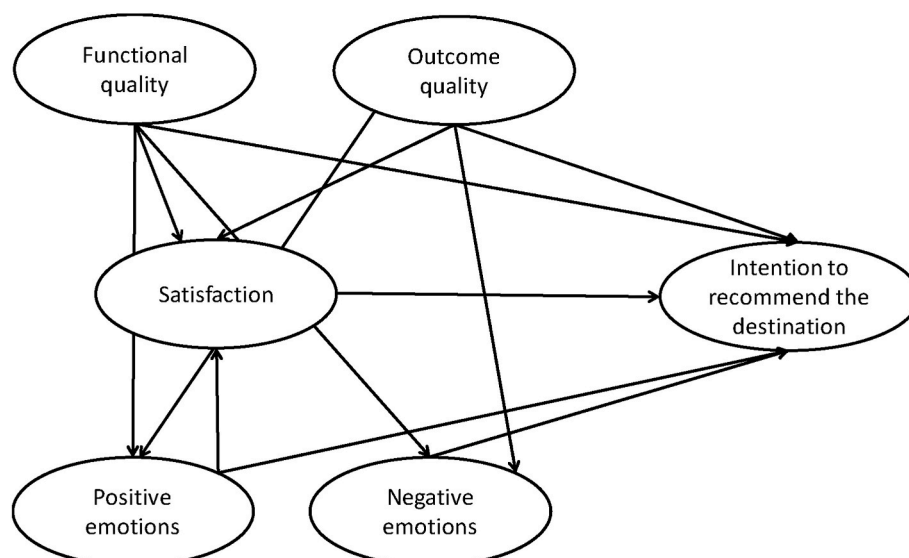 Functional
quality
Outcome
quality
Satisfaction
Intention to
recommend the
destination
Positive
emotions
Negative
emotions